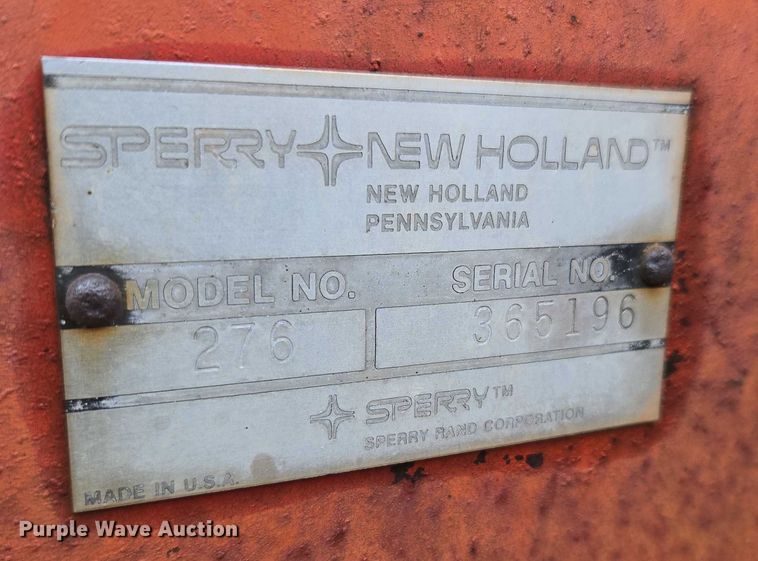 SPERRY NEW HOLLAND™
NEW HOLLAND
PENNSYLVANIA
MODEL NO. SERIAL NO.
276 365196
SPERRY™
SPERRY RAND CORPORATION
MADE IN U.S.A.
Purple Wave Auction